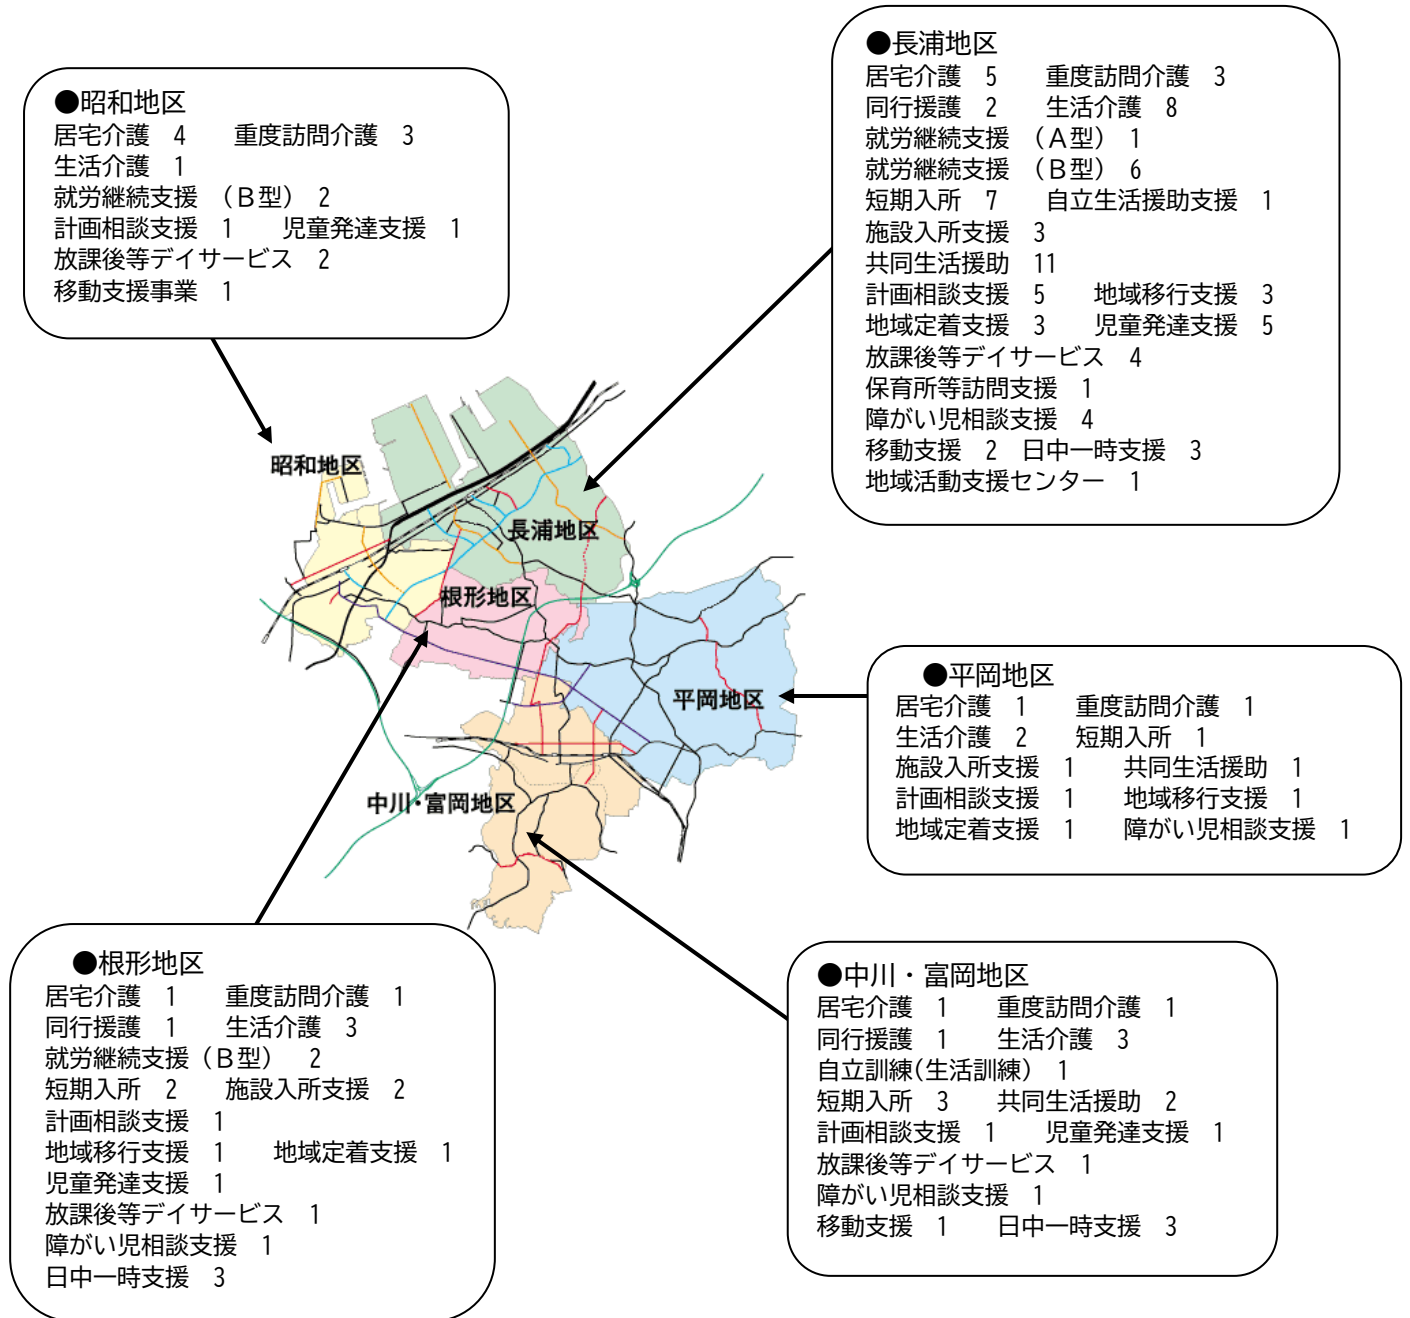 ●長浦地区
居宅介護 5 重度訪問介護 3
同行援護 2 生活介護 8
就労継続支援 (A型) 1
就労継続支援 (B型) 6
短期入所 7 自立生活援助支援 1
施設入所支援 3
共同生活援助 11
計画相談支援 5 地域移行支援 3
地域定着支援 3 児童発達支援 5
放課後等デイサービス 4
保育所等訪問支援 1
障がい児相談支援 4
移動支援 2 日中一時支援 3
地域活動支援センター 1
●昭和地区
居宅介護 4 重度訪問介護 3
生活介護 1
就労継続支援 (B型) 2
計画相談支援 1 児童発達支援 1
放課後等デイサービス 2
移動支援事業 1
昭和地区
長浦地区
根形地区
平岡地区
中川・富岡地区
●平岡地区
居宅介護 1 重度訪問介護 1
生活介護 2 短期入所 1
施設入所支援 1 共同生活援助 1
計画相談支援 1 地域移行支援 1
地域定着支援 1 障がい児相談支援 1
●根形地区
居宅介護 1 重度訪問介護 1
同行援護 1 生活介護 3
就労継続支援(B型) 2
短期入所 2 施設入所支援 2
計画相談支援 1
地域移行支援 1 地域定着支援 1
児童発達支援 1
放課後等デイサービス 1
障がい児相談支援 1
日中一時支援 3
●中川・富岡地区
居宅介護 1 重度訪問介護 1
同行援護 1 生活介護 3
自立訓練(生活訓練) 1
短期入所 3 共同生活援助 2
計画相談支援 1 児童発達支援 1
放課後等デイサービス 1
障がい児相談支援 1
移動支援 1 日中一時支援 3